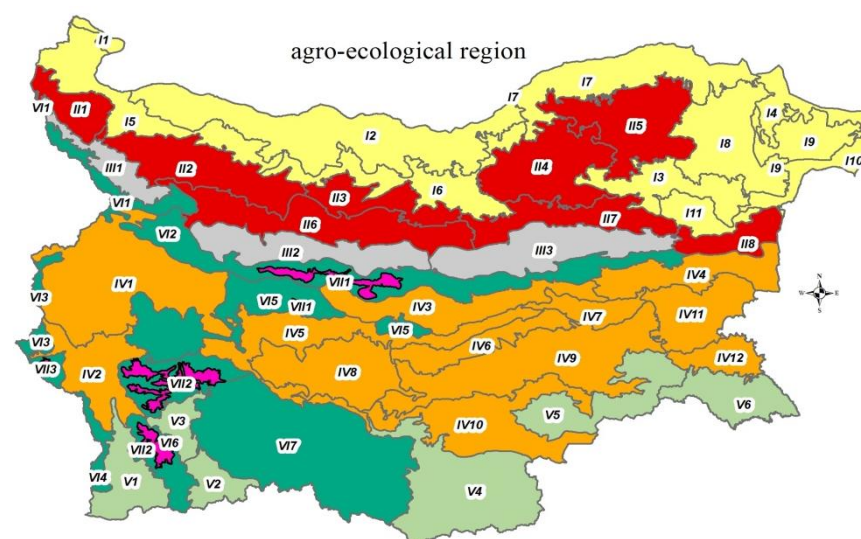 I1
agro-ecological region
I7
I7
VI1
II1
I5
I2
II5
I4
I8
I9
I10
III1
II2
II3
I6
II4
I3
I9
VI1
VI2
II6
II7
I11
III2
III3
II8
N
W E
S
VI3
IV1
VII1
VI5
VII1
IV3
IV4
IV5
VI5
IV7
IV11
VI3
VII3
IV2
VII2
IV8
IV6
IV9
IV12
V3
VII2
VI6
V5
V6
IV10
VI7
VI4
V1
V2
V4